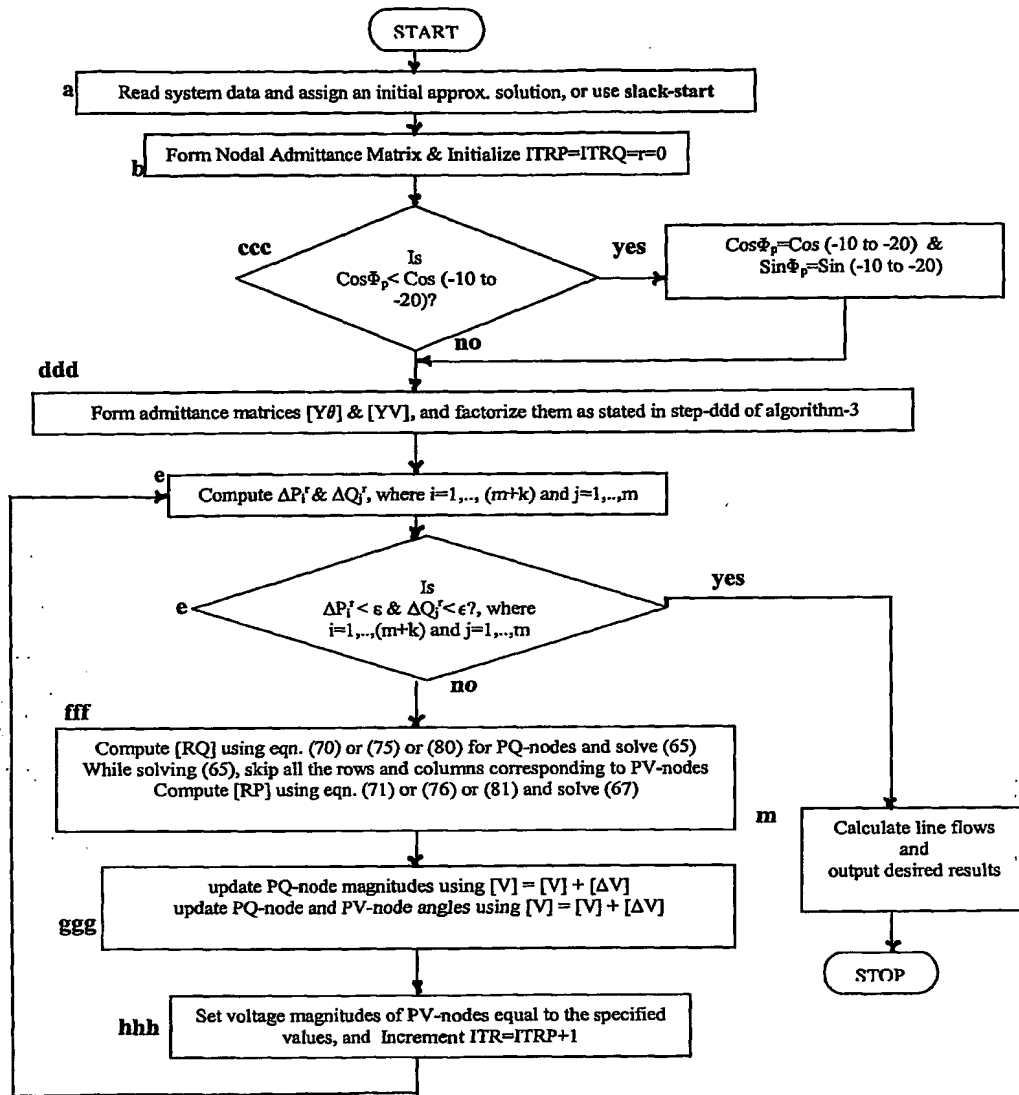 START
a
Read system data and assign an initial approx. solution, or use slack-start
b
Form Nodal Admittance Matrix & Initialize ITRP=ITRQ=r=0
ccc
Is
CosΦp< Cos (-10 to
-20)?
yes
CosΦp=Cos (-10 to -20) &
SinΦp=Sin (-10 to -20)
no
ddd
Form admittance matrices [Yθ] & [YV], and factorize them as stated in step-ddd of algorithm-3
e
Compute ΔPiʳ & ΔQjʳ, where i=1,.., (m+k) and j=1,..,m
e
Is
ΔPiʳ < ε & ΔQjʳ < ϵ?, where
i=1,..,(m+k) and j=1,..,m
yes
no
fff
Compute [RQ] using eqn. (70) or (75) or (80) for PQ-nodes and solve (65)
While solving (65), skip all the rows and columns corresponding to PV-nodes
Compute [RP] using eqn. (71) or (76) or (81) and solve (67)
m
Calculate line flows
and
output desired results
ggg
update PQ-node magnitudes using [V] = [V] + [ΔV]
update PQ-node and PV-node angles using [V] = [V] + [ΔV]
STOP
hhh
Set voltage magnitudes of PV-nodes equal to the specified
values, and Increment ITR=ITRP+1